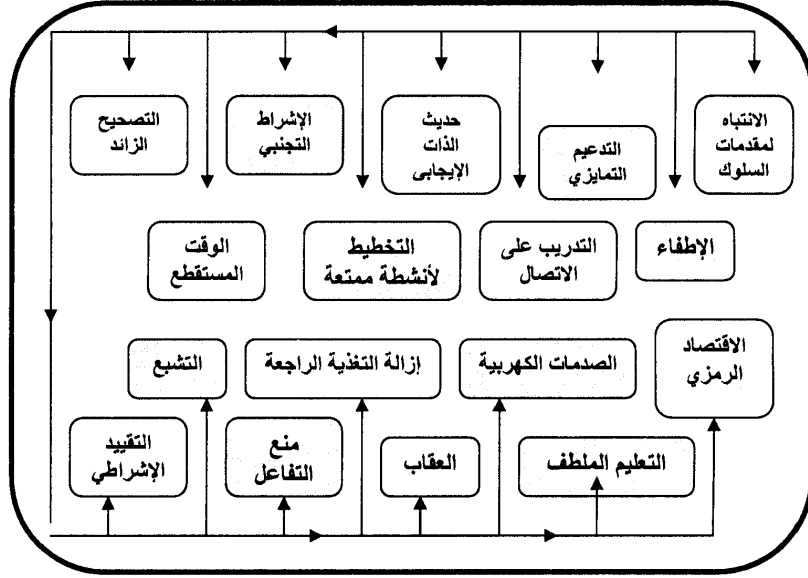 الانتباه
لمقدمات
السلوك
التدعيم
التمايزي
حديث
الذات
الإيجابى
الإشراط
التجنبي
التصحيح
الزائد
الإطفاء
التدريب على
الاتصال
التخطيط
لأنشطة ممتعة
الوقت
المستقطع
الاقتصاد
الرمزي
الصدمات الكهربية
إزالة التغذية الراجعة
التشبع
التعليم الملطف
العقاب
منع
التفاعل
التقييد
الإشراطي